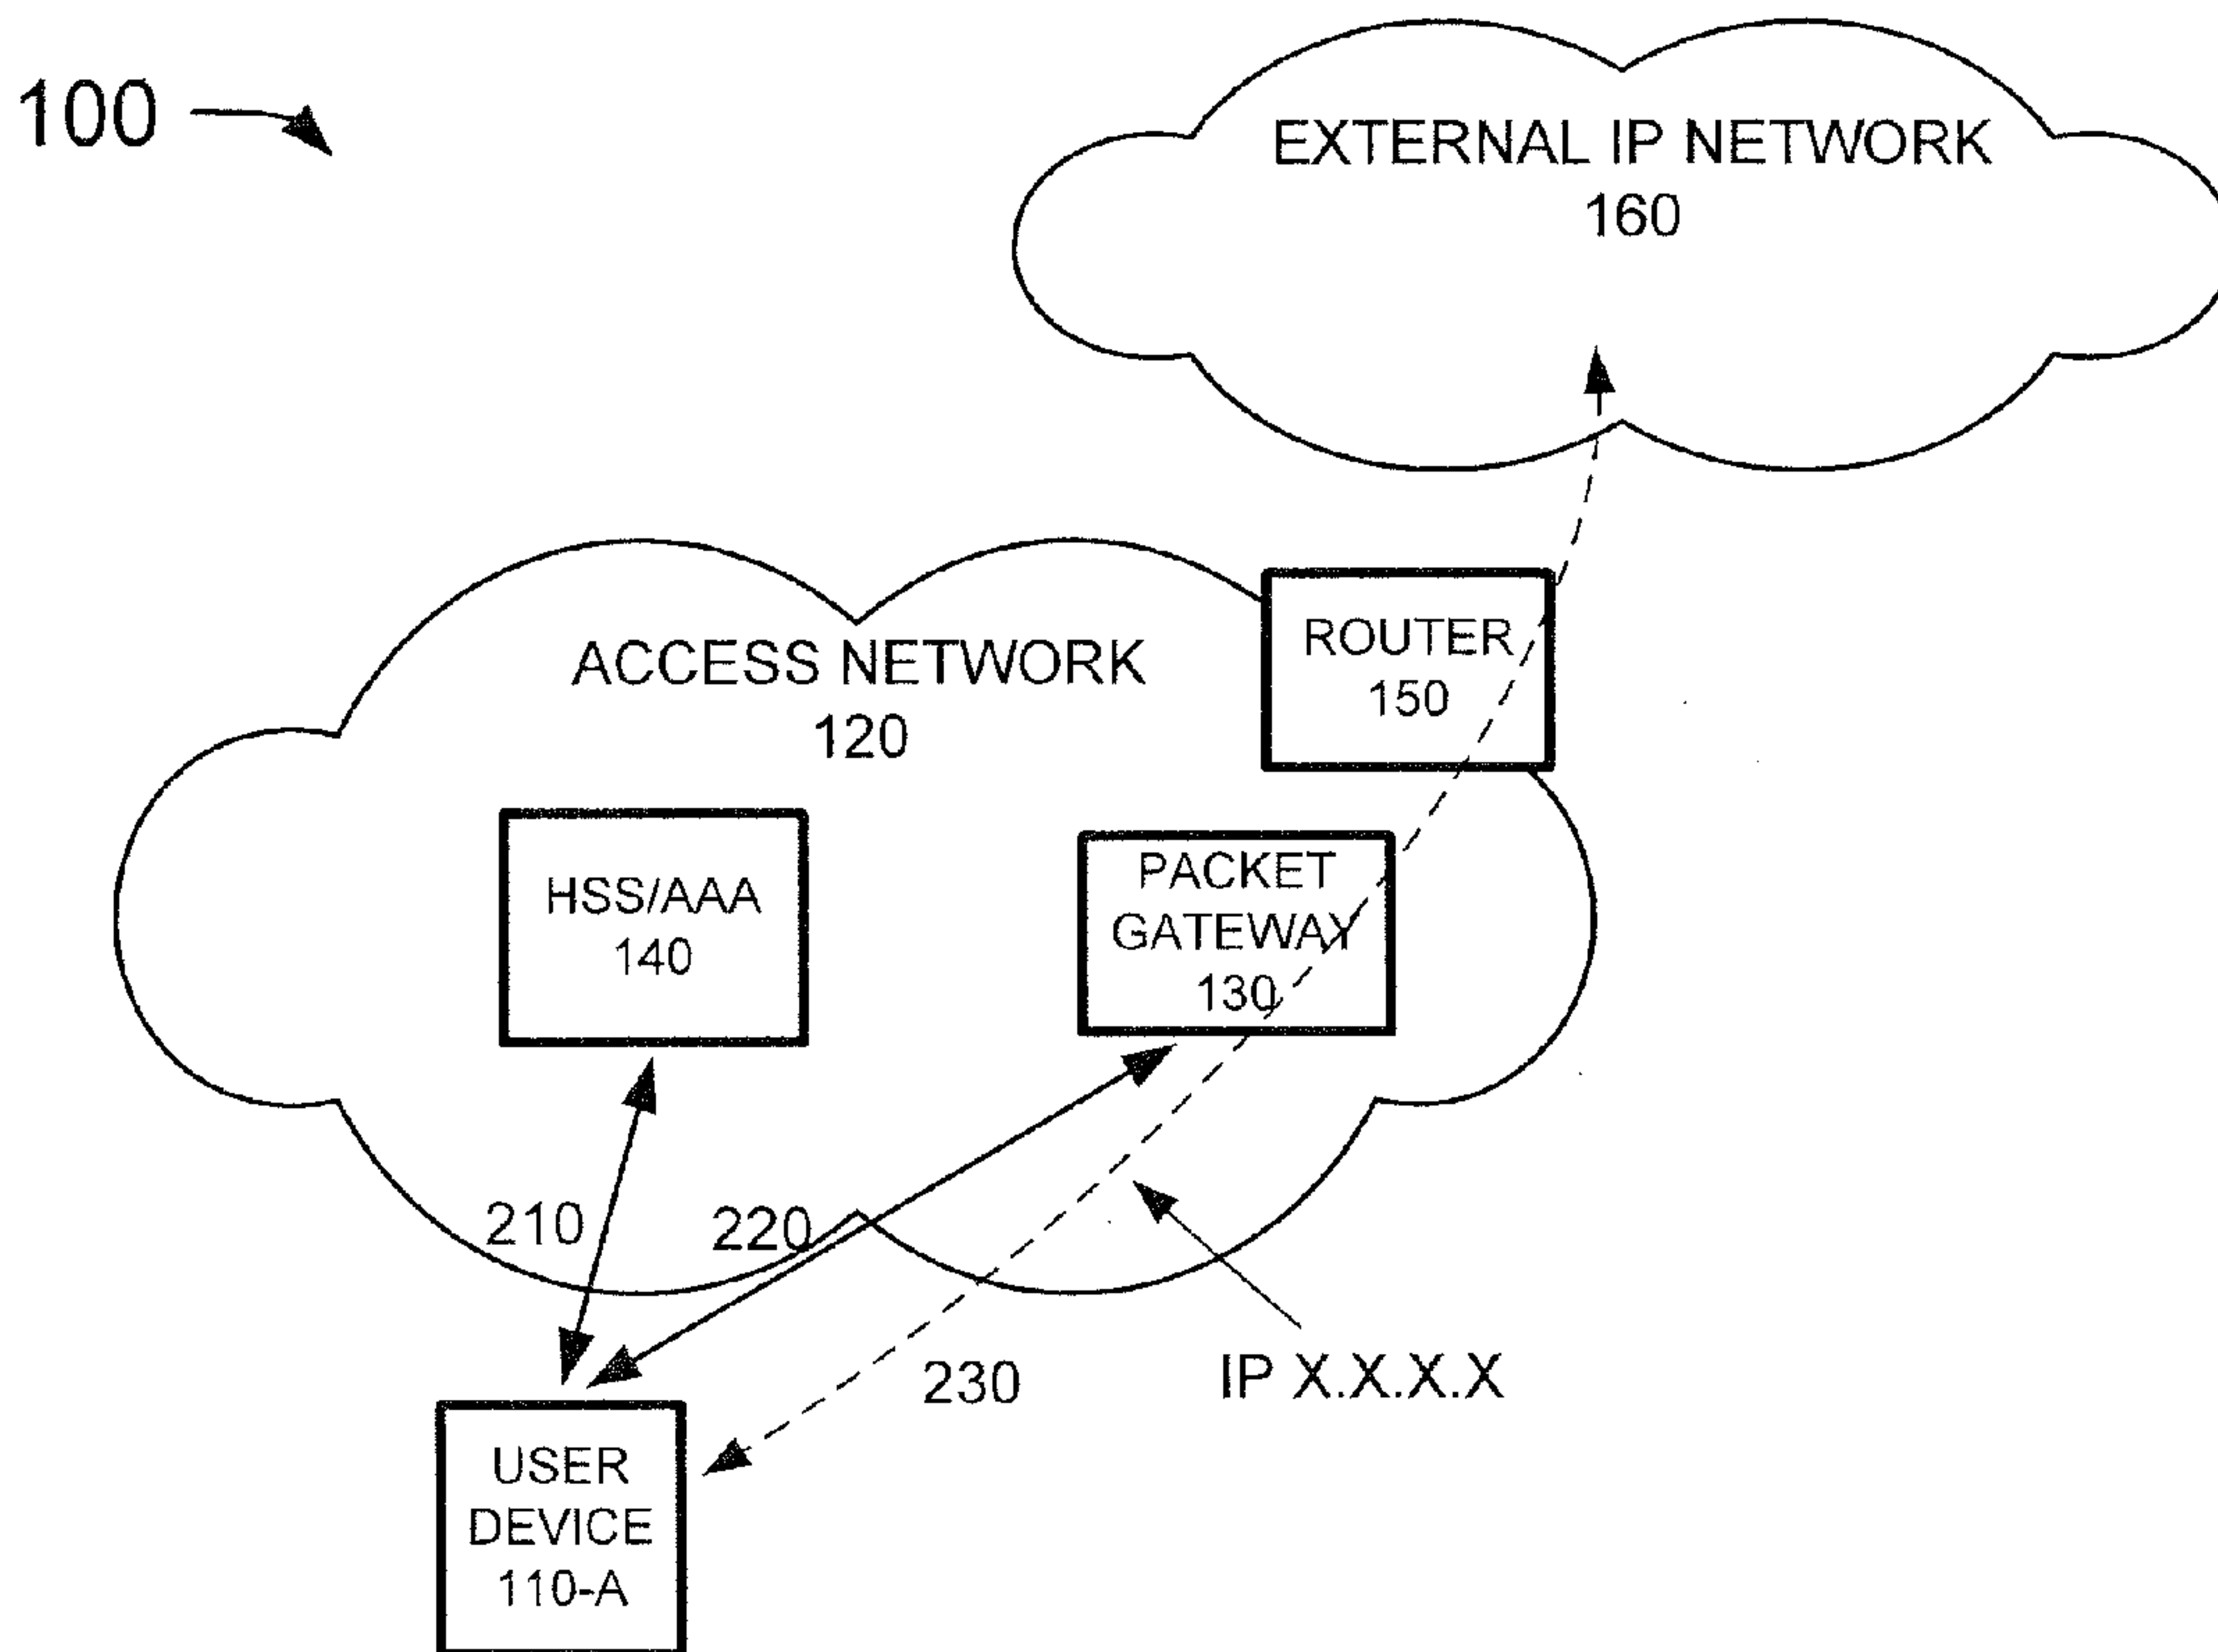 100
EXTERNAL IP NETWORK
160
ROUTER
150
ACCESS NETWORK
120
HSS/AAA
140
PACKET
GATEWAY
130
210
220
230
IP X.X.X.X
USER
DEVICE
110-A